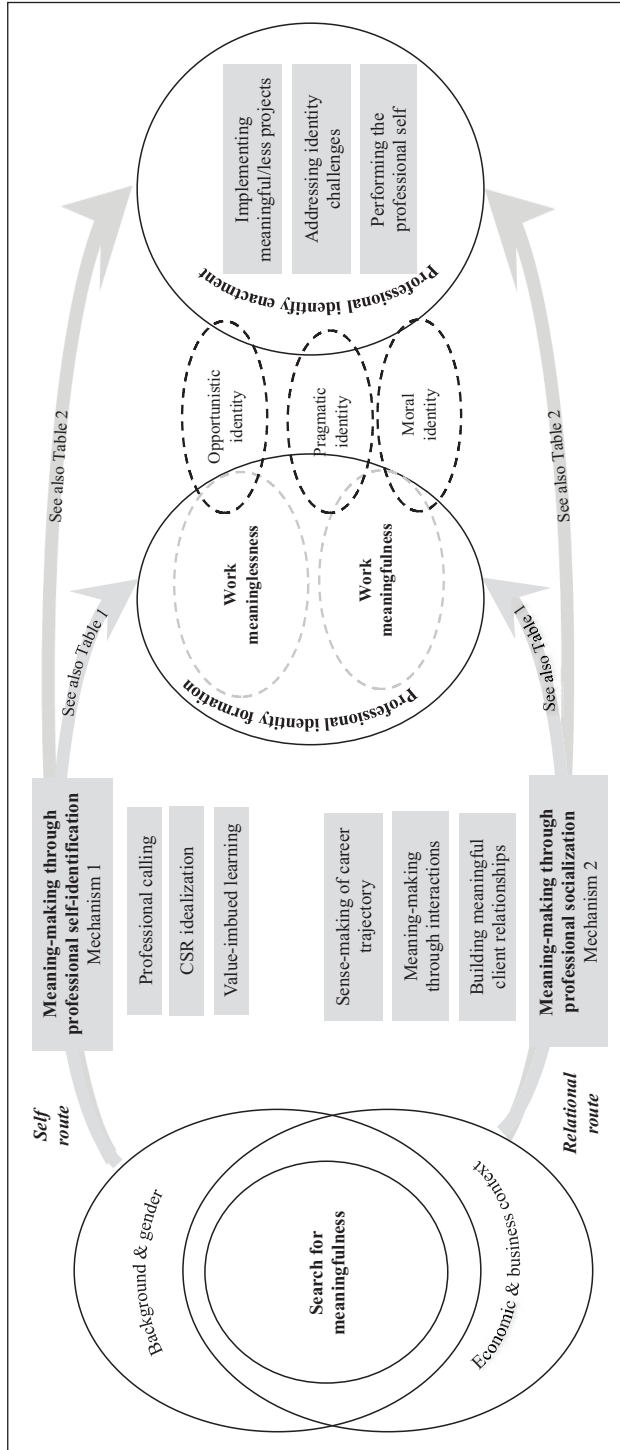 Background & gender
Search for
meaningfulness
Economic & business context
Self
route
Relational
route
Meaning-making through
professional self-identification
Mechanism 1
Professional calling
CSR idealization
Value-imbued learning
Sense-making of career
trajectory
Meaning-making
through interactions
Building meaningful
client relationships
Meaning-making through
professional socialization
Mechanism 2
See also Table 1
See also Table 2
See also Table 1
See also Table 2
Professional identity formation
Work
meaninglessness
Work
meaningfulness
Opportunistic
identity
Pragmatic identity
Moral
identity
Professional identify enactment
Implementing
meaningful/less projects
Addressing identity
challenges
Performing the
professional self